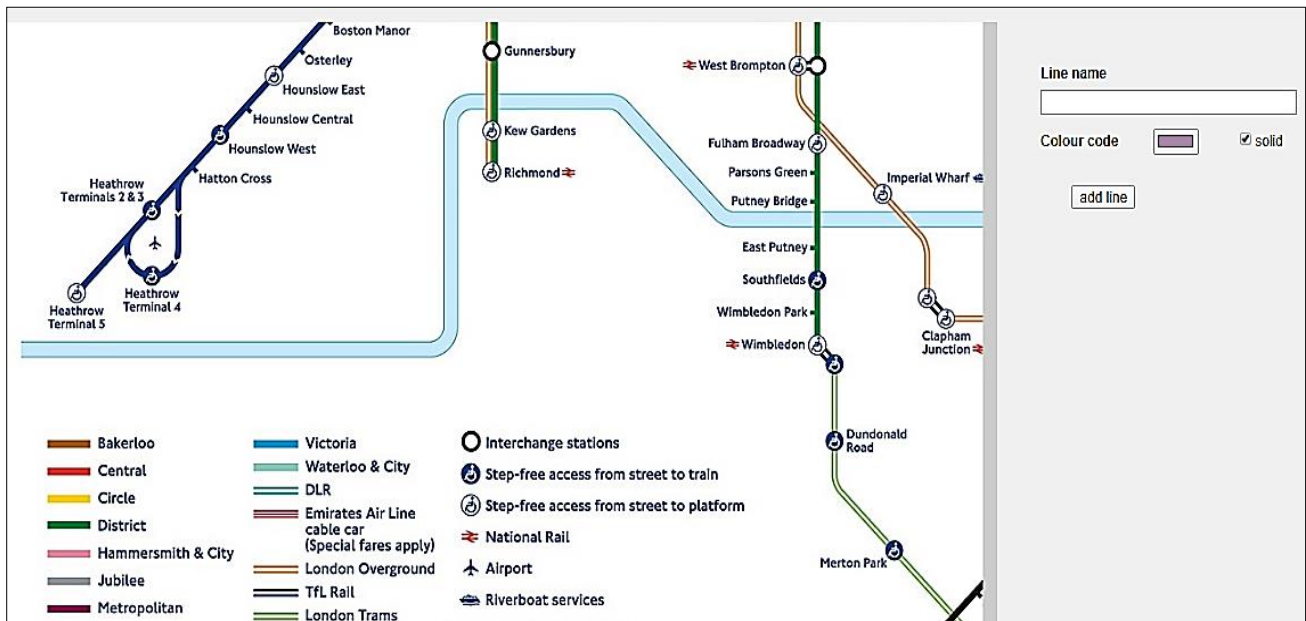 Boston Manor
Osterley
Hounslow East
Hounslow Central
Hounslow West
Hatton Cross
Heathrow
Terminals 2 & 3
Heathrow
Terminal 4
Heathrow
Terminal 5
Gunnersbury
Kew Gardens
Richmond
West Brompton
Fulham Broadway
Parsons Green
Putney Bridge
Imperial Wharf
East Putney
Southfields
Wimbledon Park
Wimbledon
Clapham
Junction
Dundonald
Road
Merton Park
Bakerloo
Central
Circle
District
Hammersmith & City
Jubilee
Metropolitan
Victoria
Waterloo & City
DLR
Emirates Air Line
cable car
(Special fares apply)
London Overground
TfL Rail
London Trams
Interchange stations
Step-free access from street to train
Step-free access from street to platform
National Rail
Airport
Riverboat services
Line name
Colour code
solid
add line